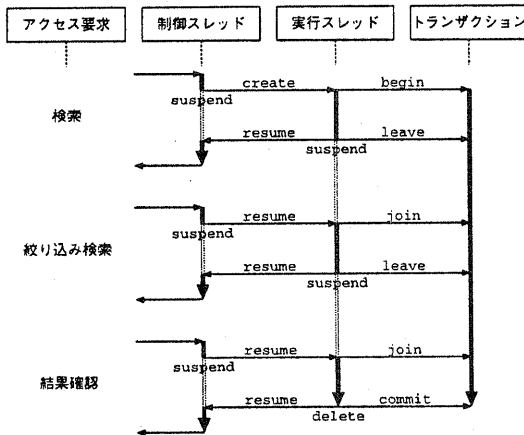 アクセス要求 制御スレッド 実行スレッド トランザクション
create begin
suspend
検索
resume leave
suspend
resume join
suspend
絞り込み検索
resume leave
suspend
resume join
suspend
結果確認
resume commit
delete